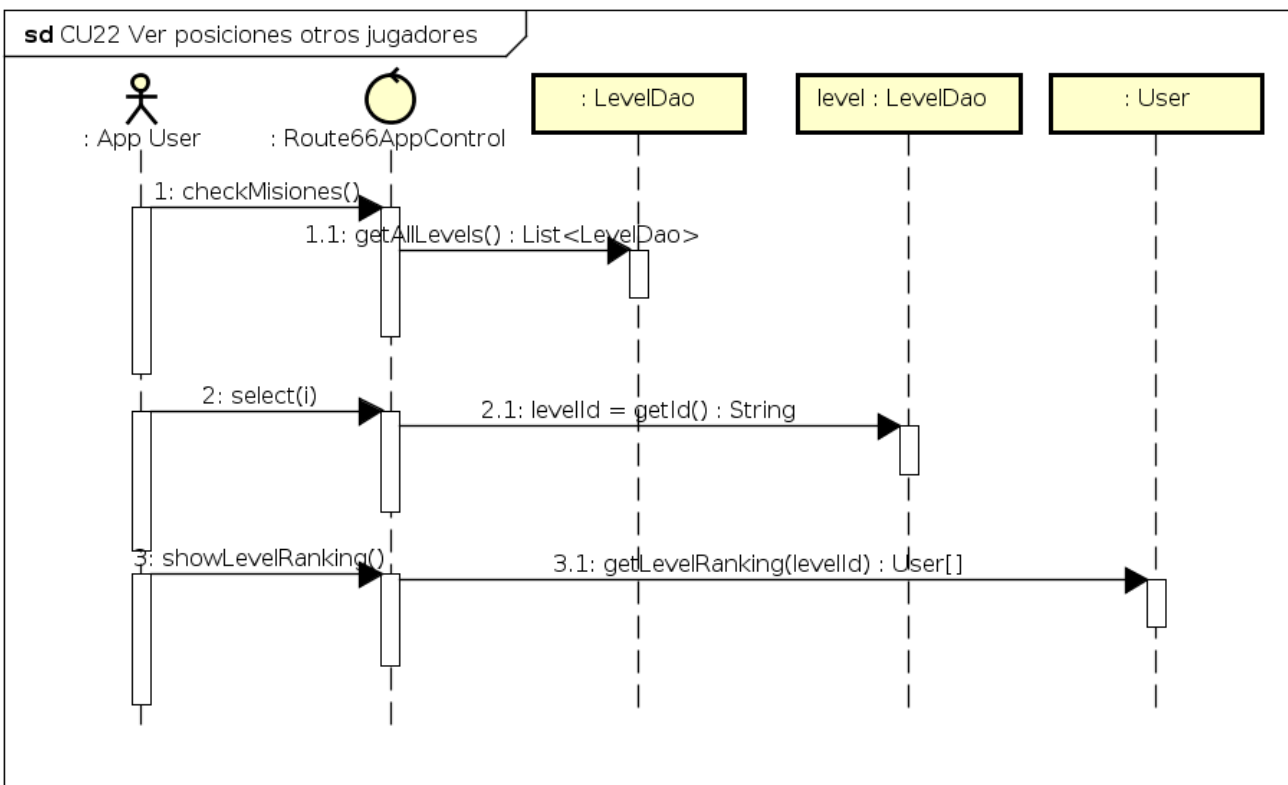 sd CU22 Ver posiciones otros jugadores
: App User
: Route66AppControl
: LevelDao
level : LevelDao
: User
1: checkMisiones()
1.1: getAllLevels() : List<LevelDao>
2: select(i)
2.1: levelId = getId() : String
3: showLevelRanking()
3.1: getLevelRanking(levelId) : User[]